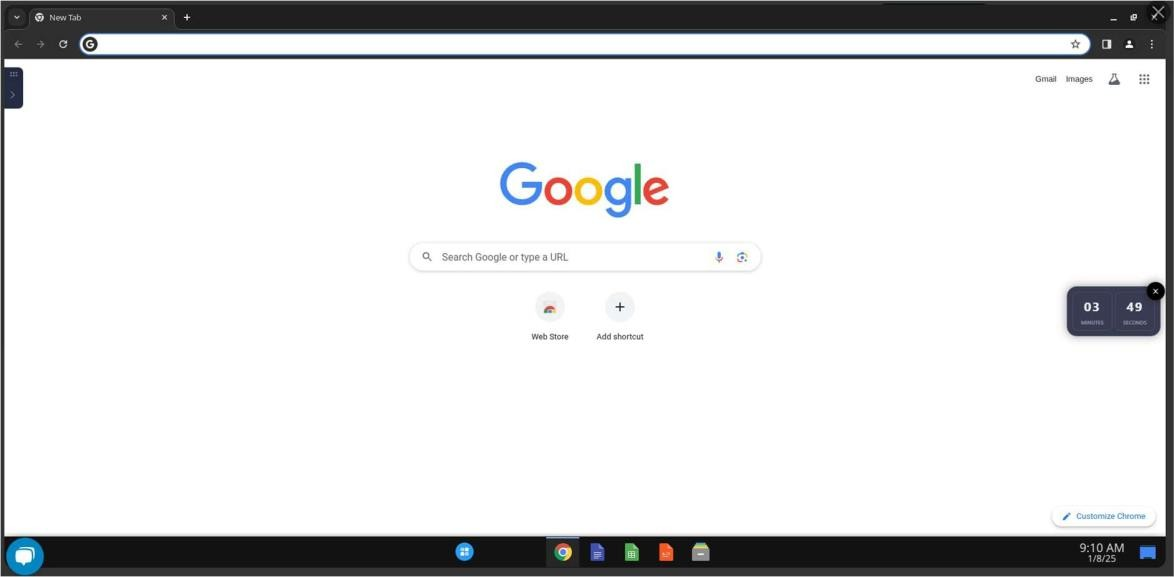 New Tab
Gmail Images
Google
Search Google or type a URL
Web Store Add shortcut
03 49
MINUTES SECONDS
Customize Chrome
9:10 AM
1/8/25